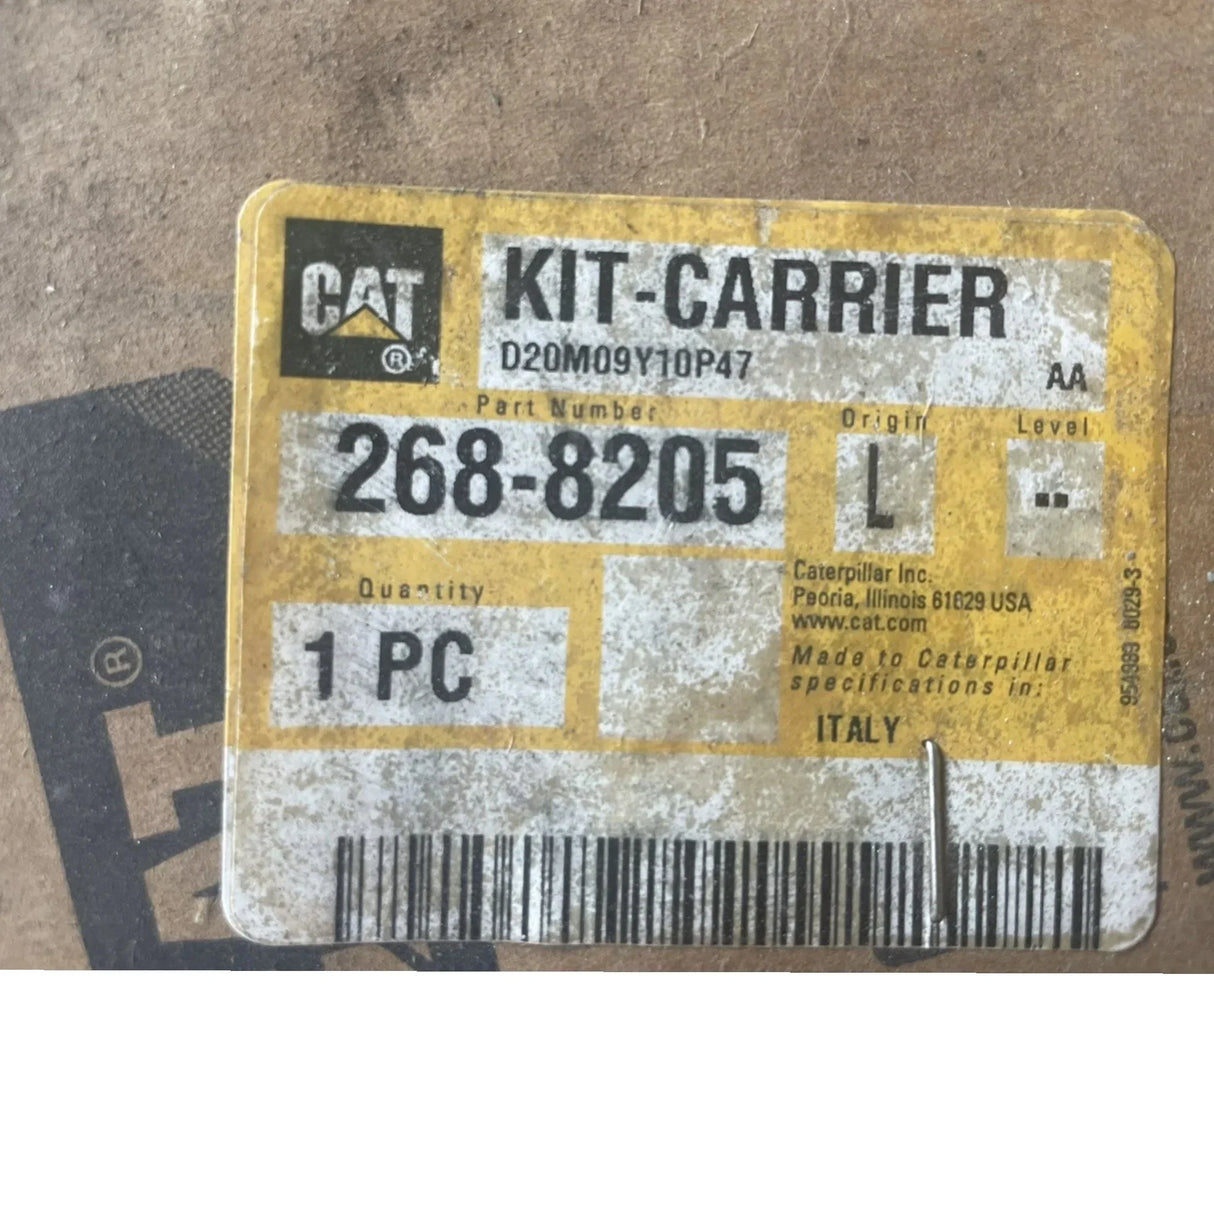 CAT
®
KIT-CARRIER
D20M09Y10P47
AA
Part Number
Origin
Level
268-8205
L
--
Quantity
1 PC
Caterpillar Inc.
Peoria, Illinois 61629 USA
www.cat.com
Made to Caterpillar
specifications in:
ITALY
®